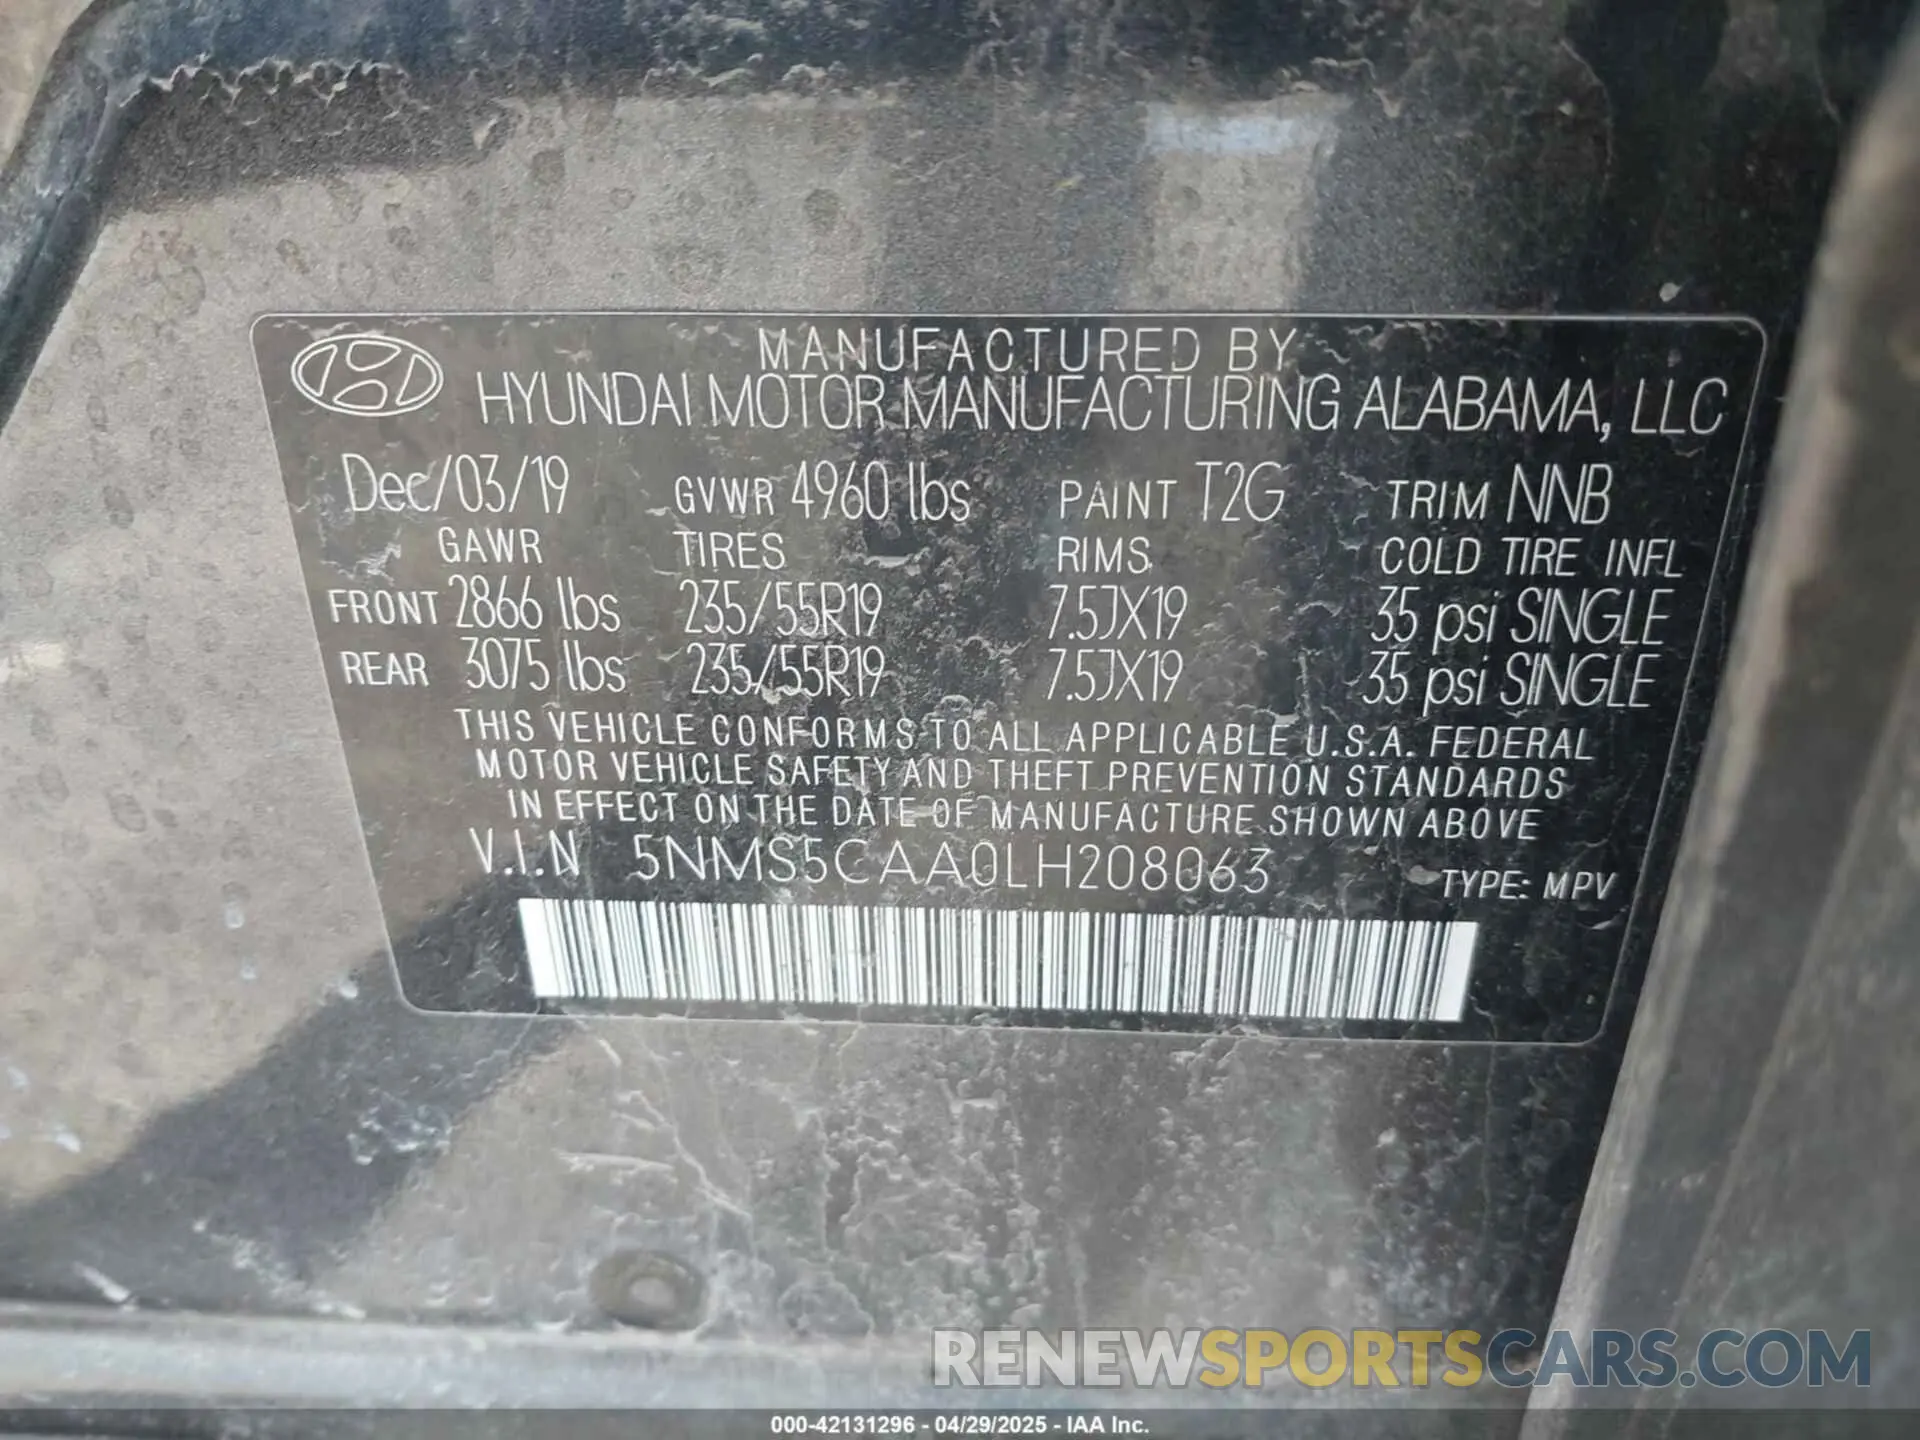 MANUFACTURED BY
HYUNDAI MOTOR MANUFACTURING ALABAMA, LLC
Dec/03/19 GVWR 4960 lbs PAINT T2G TRIM NNB
GAWR TIRES RIMS COLD TIRE INFL
FRONT 2866 lbs 235/55R19 7.5JX19 35 psi SINGLE
REAR 3075 lbs 235/55R19 7.5JX19 35 psi SINGLE
THIS VEHICLE CONFORMS TO ALL APPLICABLE U.S.A. FEDERAL
MOTOR VEHICLE SAFETY AND THEFT PREVENTION STANDARDS
IN EFFECT ON THE DATE OF MANUFACTURE SHOWN ABOVE
V.I.N 5NMS5CAA0LH208063 TYPE: MPV
RENEWSPORTSCARS.COM
000-42131296 - 04/29/2025 - IAA Inc.